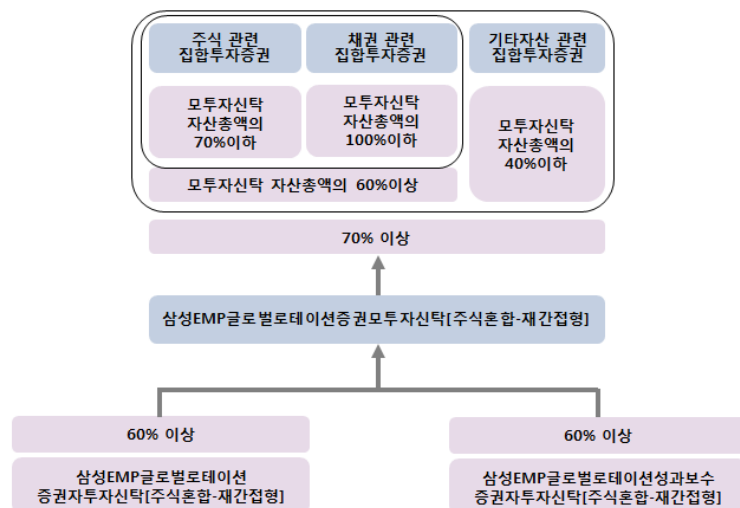 주식 관련
집합투자증권
채권 관련
집합투자증권
기타자산 관련
집합투자증권
모투자신탁
자산총액의
70%이하
모투자신탁
자산총액의
100%이하
모투자신탁
자산총액의
40%이하
모투자신탁 자산총액의 60%이상
70% 이상
삼성EMP글로벌로테이션증권모투자신탁[주식혼합-재간접형]
60% 이상
60% 이상
삼성EMP글로벌로테이션
증권자투자신탁[주식혼합-재간접형]
삼성EMP글로벌로테이션성과보수
증권자투자신탁[주식혼합-재간접형]